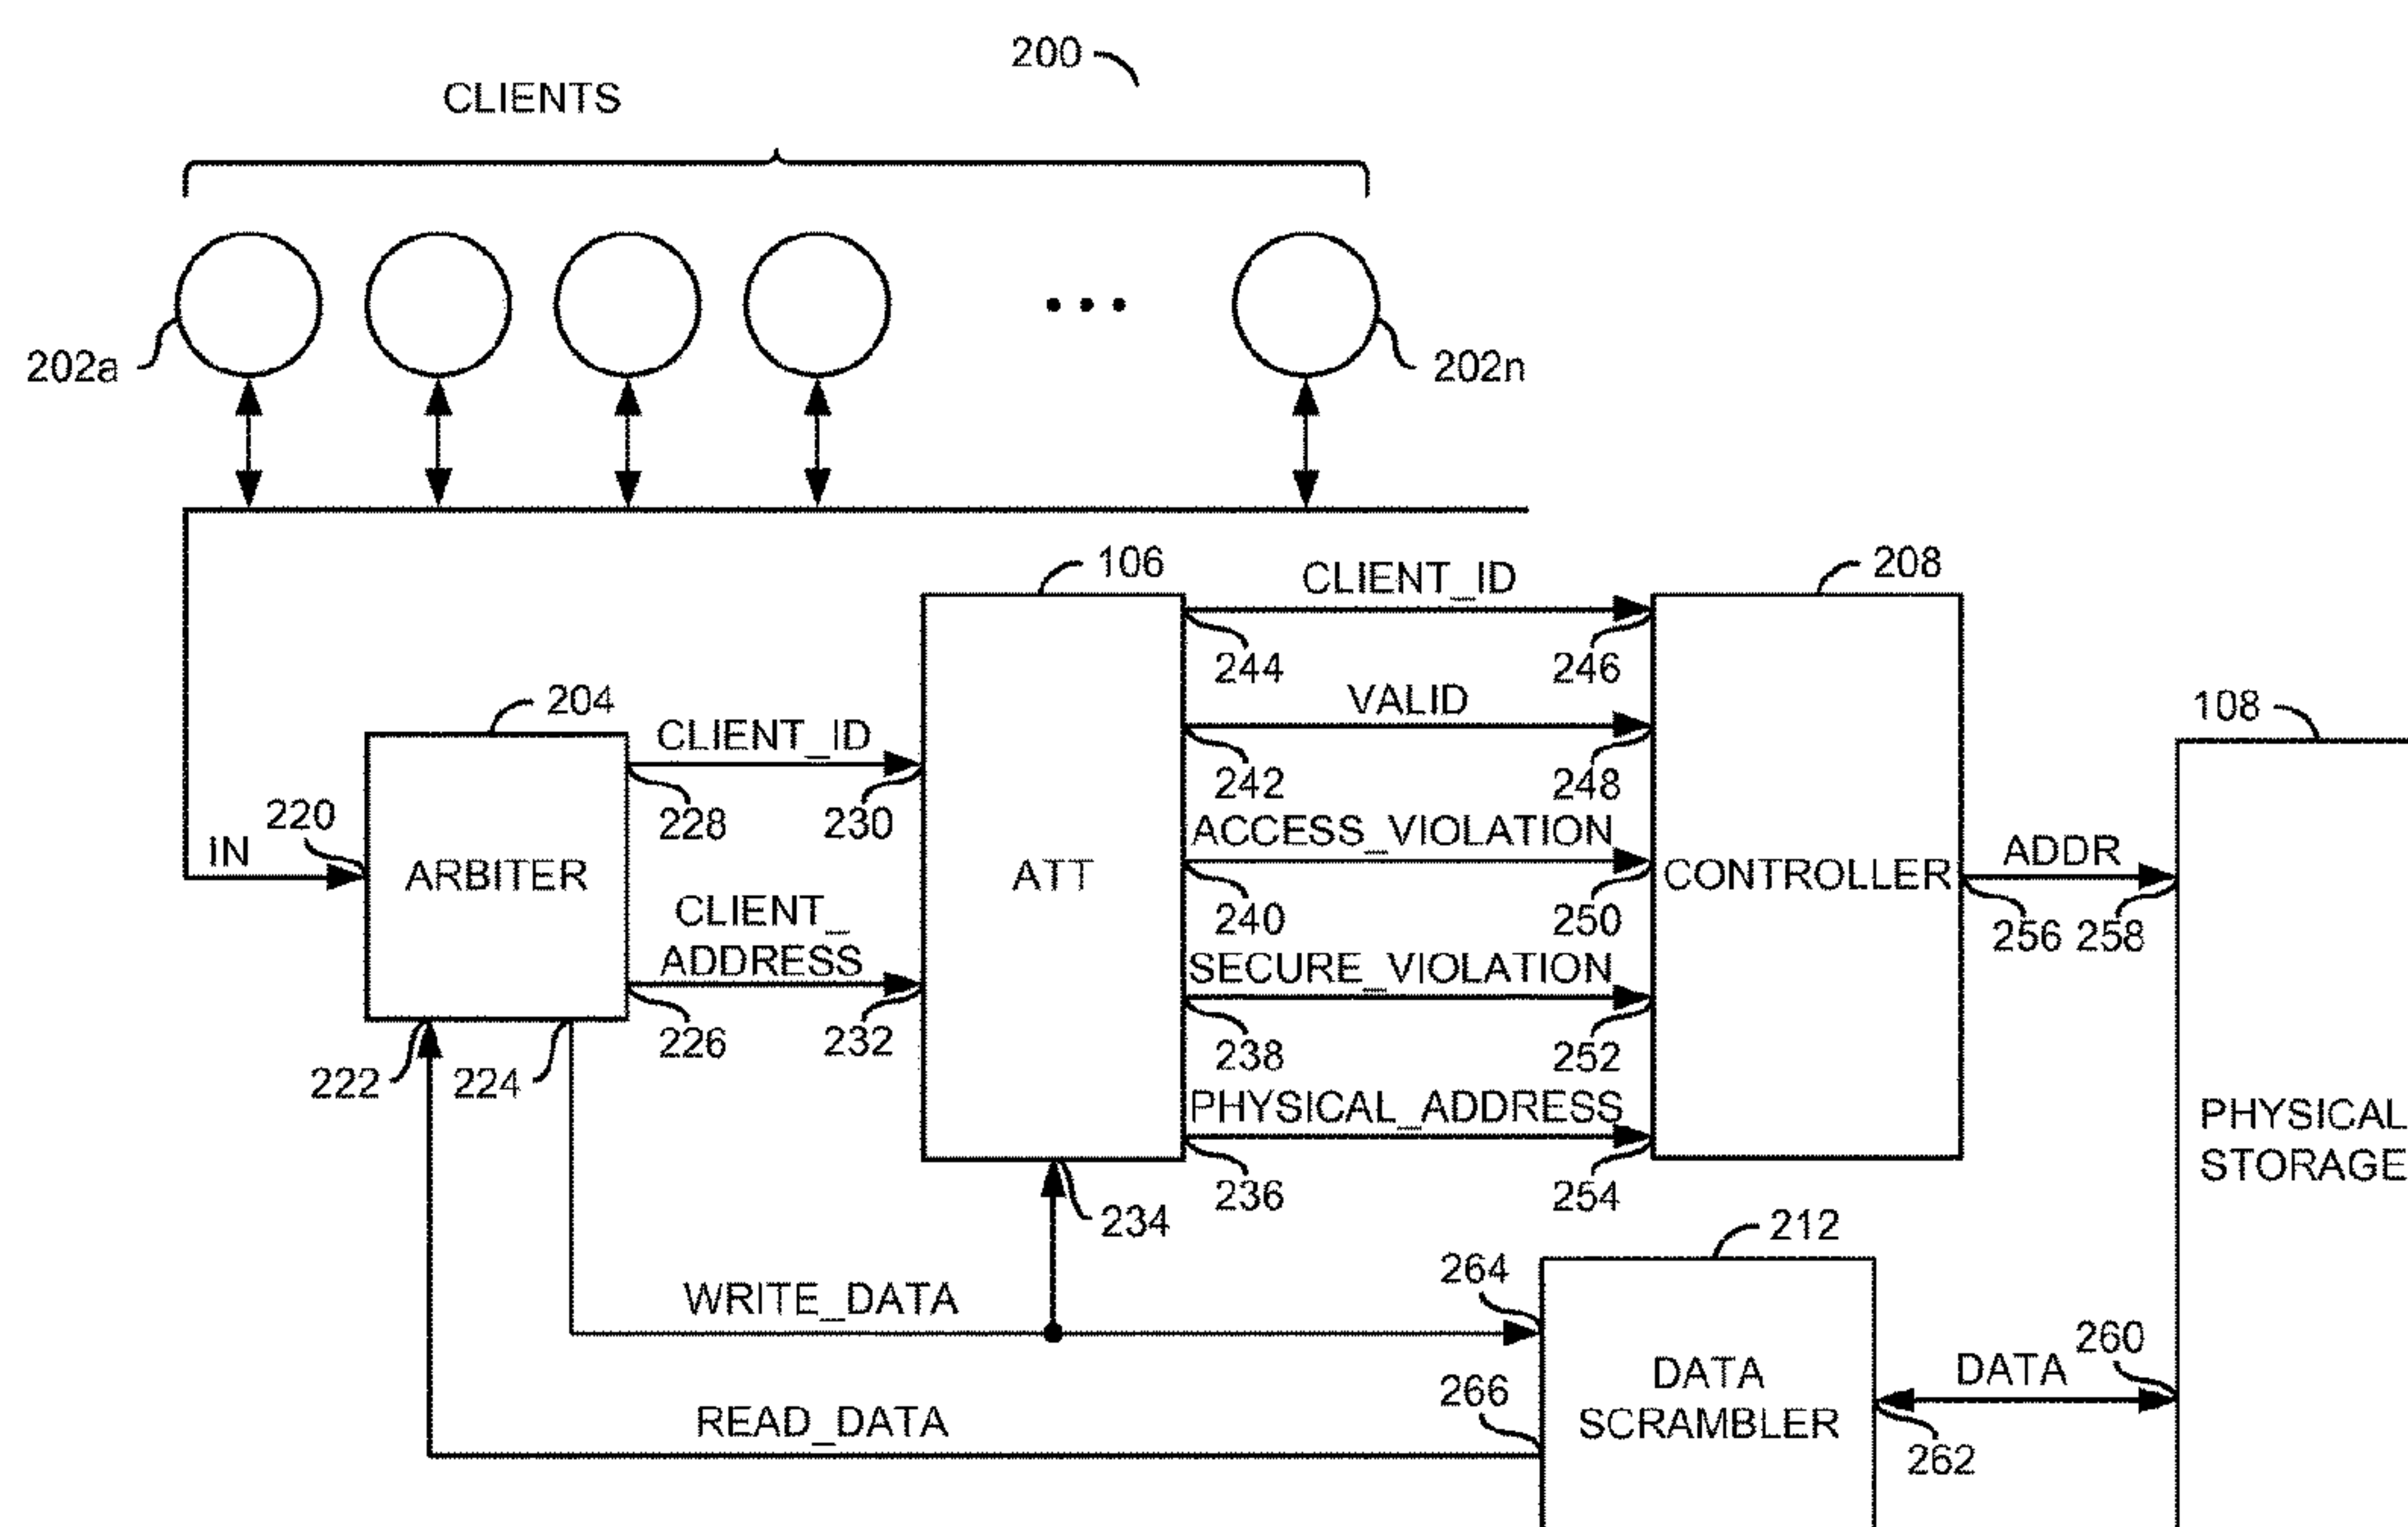 200
CLIENTS
202a
202n
106
CLIENT_ID
208
244
246
VALID
204
108
CLIENT_ID
242
248
220
228
230
ACCESS_VIOLATION
IN
ARBITER
ATT
CONTROLLER
ADDR
CLIENT_
ADDRESS
240
250
256
258
SECURE_VIOLATION
226
232
238
252
222
224
PHYSICAL_ADDRESS
PHYSICAL
STORAGE
236
254
234
212
264
WRITE_DATA
260
DATA
SCRAMBLER
DATA
266
READ_DATA
262